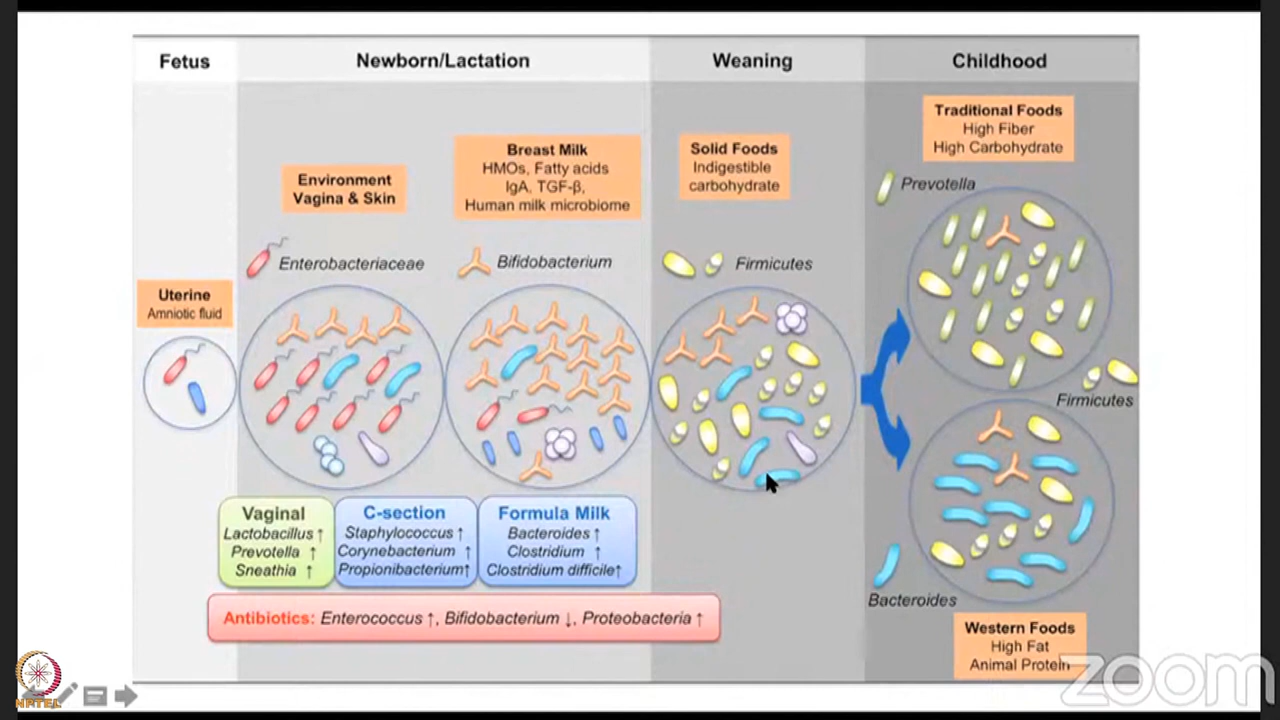 Fetus
Newborn/Lactation
Weaning
Childhood
Uterine
Amniotic fluid
Environment
Vagina & Skin
Enterobacteriaceae
Breast Milk
HMOs, Fatty acids
IgA, TGF-β,
Human milk microbiome
Bifidobacterium
Solid Foods
Indigestible
carbohydrate
Firmicutes
Traditional Foods
High Fiber
High Carbohydrate
Prevotella
Firmicutes
Bacteroides
Western Foods
High Fat
Animal Protein
Vaginal
Lactobacillus ↑
Prevotella ↑
Sneathia ↑
C-section
Staphylococcus ↑
Corynebacterium ↑
Propionibacterium↑
Formula Milk
Bacteroides ↑
Clostridium ↑
Clostridium difficile↑
Antibiotics: Enterococcus ↑, Bifidobacterium ↓, Proteobacteria ↑
NPTEL
zoom